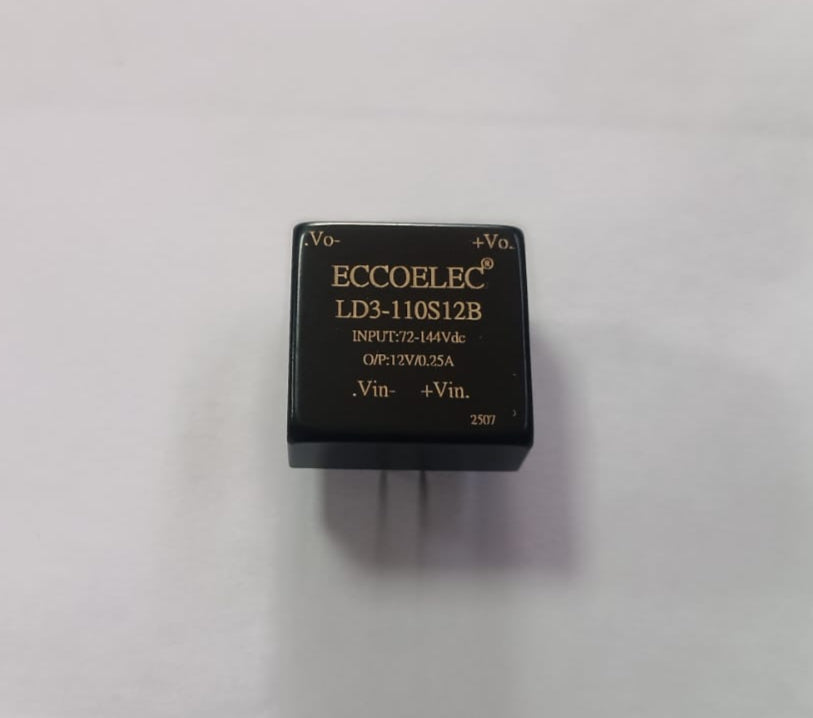 .Vo- +Vo.
ECCOELEC®
LD3-110S12B
INPUT:72-144Vdc
O/P:12V/0.25A
.Vin- +Vin.
2507